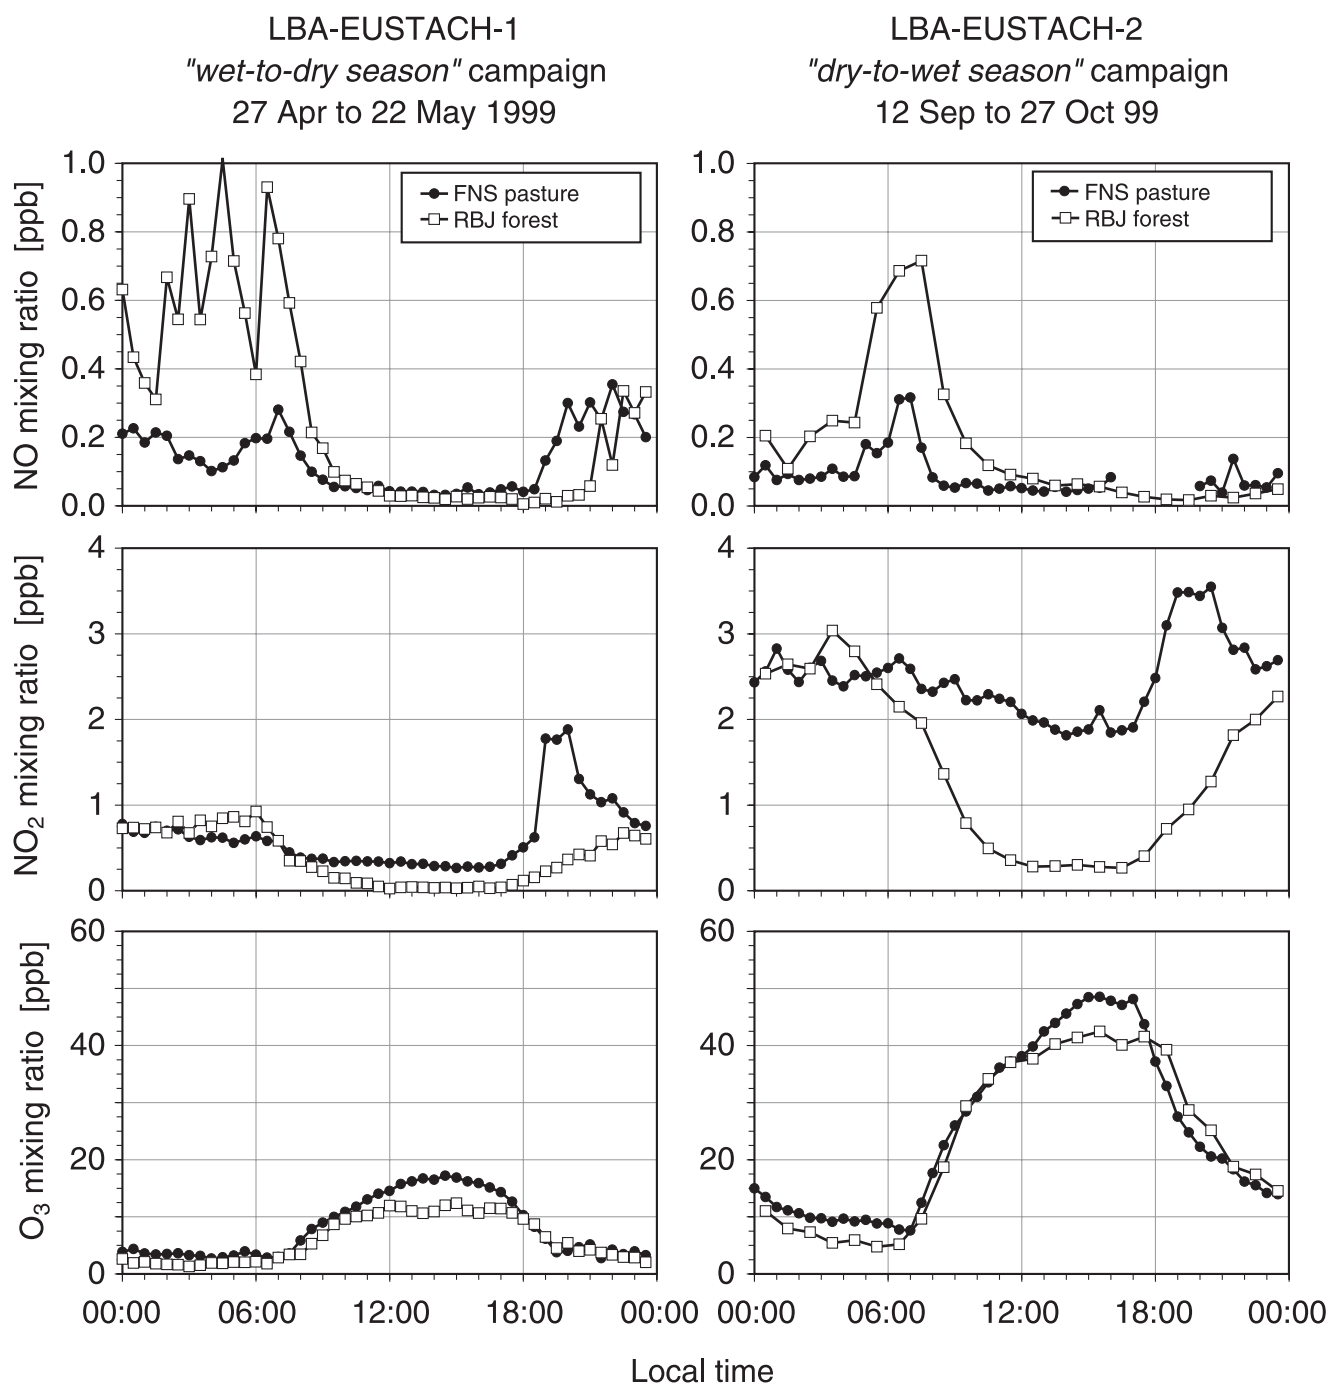 LBA-EUSTACH-1
"wet-to-dry season" campaign
27 Apr to 22 May 1999
LBA-EUSTACH-2
"dry-to-wet season" campaign
12 Sep to 27 Oct 99
NO mixing ratio [ppb]
1.0
0.8
0.6
0.4
0.2
0.0
FNS pasture
RBJ forest
1.0
0.8
0.6
0.4
0.2
0.0
FNS pasture
RBJ forest
NO₂ mixing ratio [ppb]
4
3
2
1
0
4
3
2
1
0
O₃ mixing ratio [ppb]
60
40
20
0
60
40
20
0
00:00 06:00 12:00 18:00 00:00 06:00 12:00 18:00 00:00
Local time